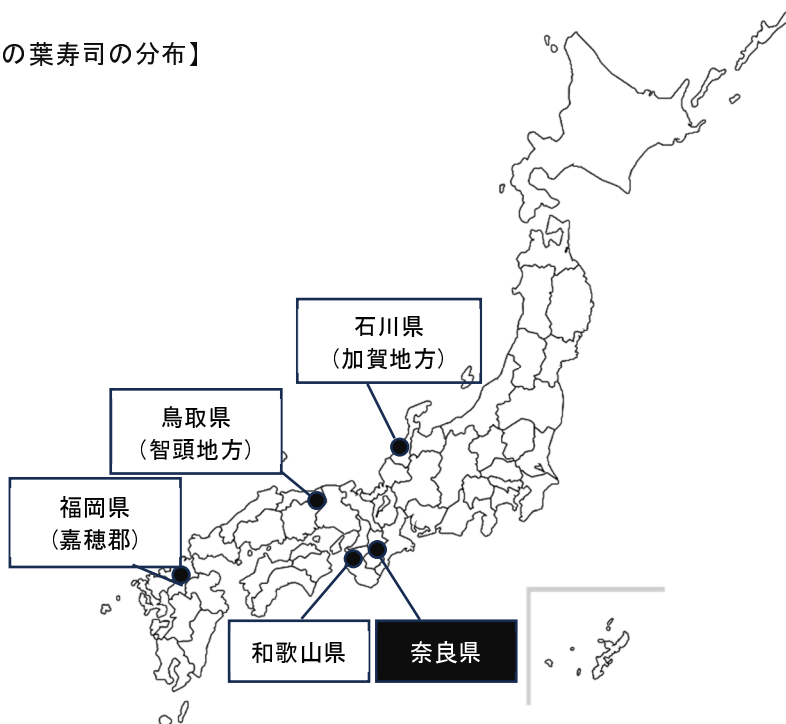 の葉寿司の分布】
石川県
（加賀地方）
鳥取県
（智頭地方）
福岡県
（嘉穂郡）
和歌山県
奈良県